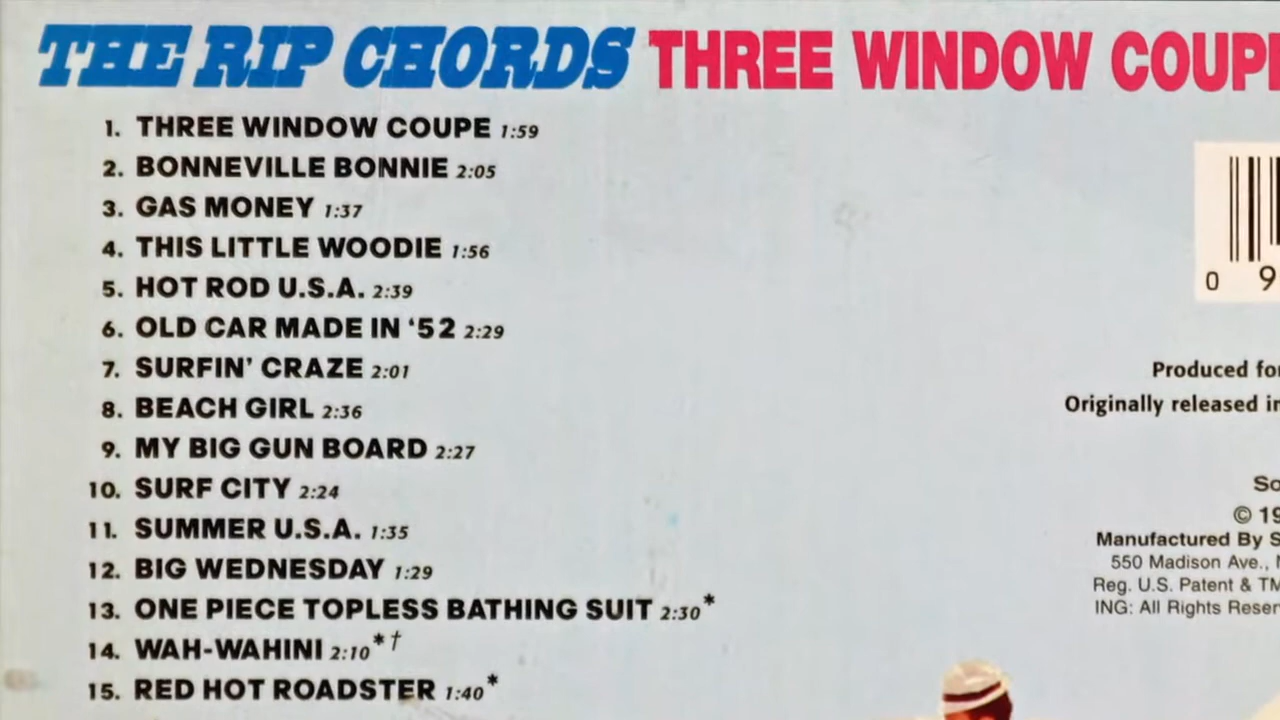 THE RIP CHORDS THREE WINDOW
1. THREE WINDOW COUPE 1:59
2. BONNEVILLE BONNIE 2:05
3. GAS MONEY 1:37
4. THIS LITTLE WOODIE 1:56
5. HOT ROD U.S.A. 2:39
6. OLD CAR MADE IN ‘52 2:29
7. SURFIN’ CRAZE 2:01
8. BEACH GIRL 2:36
9. MY BIG GUN BOARD 2:27
10. SURF CITY 2:24
11. SUMMER U.S.A. 1:35
12. BIG WEDNESDAY 1:29
13. ONE PIECE TOPLESS BATHING SUIT 2:30*
14. WAH-WAHINI 2:10*†
15. RED HOT ROADSTER 1:40*
0 9
Produced
Originally released
©
Manufactured By
550 Madison Ave.,
Reg. U.S. Patent &
ING: All Rights